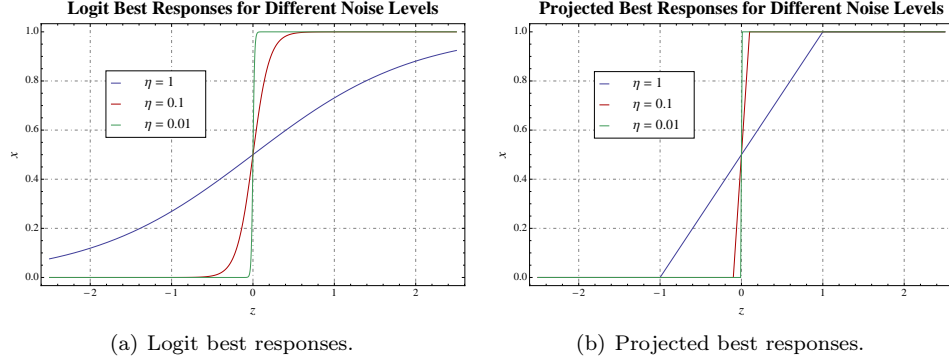 Logit Best Responses for Different Noise Levels
1.0
0.8
0.6
0.4
0.2
0.0
x
η = 1
η = 0.1
η = 0.01
-2
-1
0
1
2
z
(a) Logit best responses.
Projected Best Responses for Different Noise Levels
1.0
0.8
0.6
0.4
0.2
0.0
x
η = 1
η = 0.1
η = 0.01
-2
-1
0
1
2
z
(b) Projected best responses.